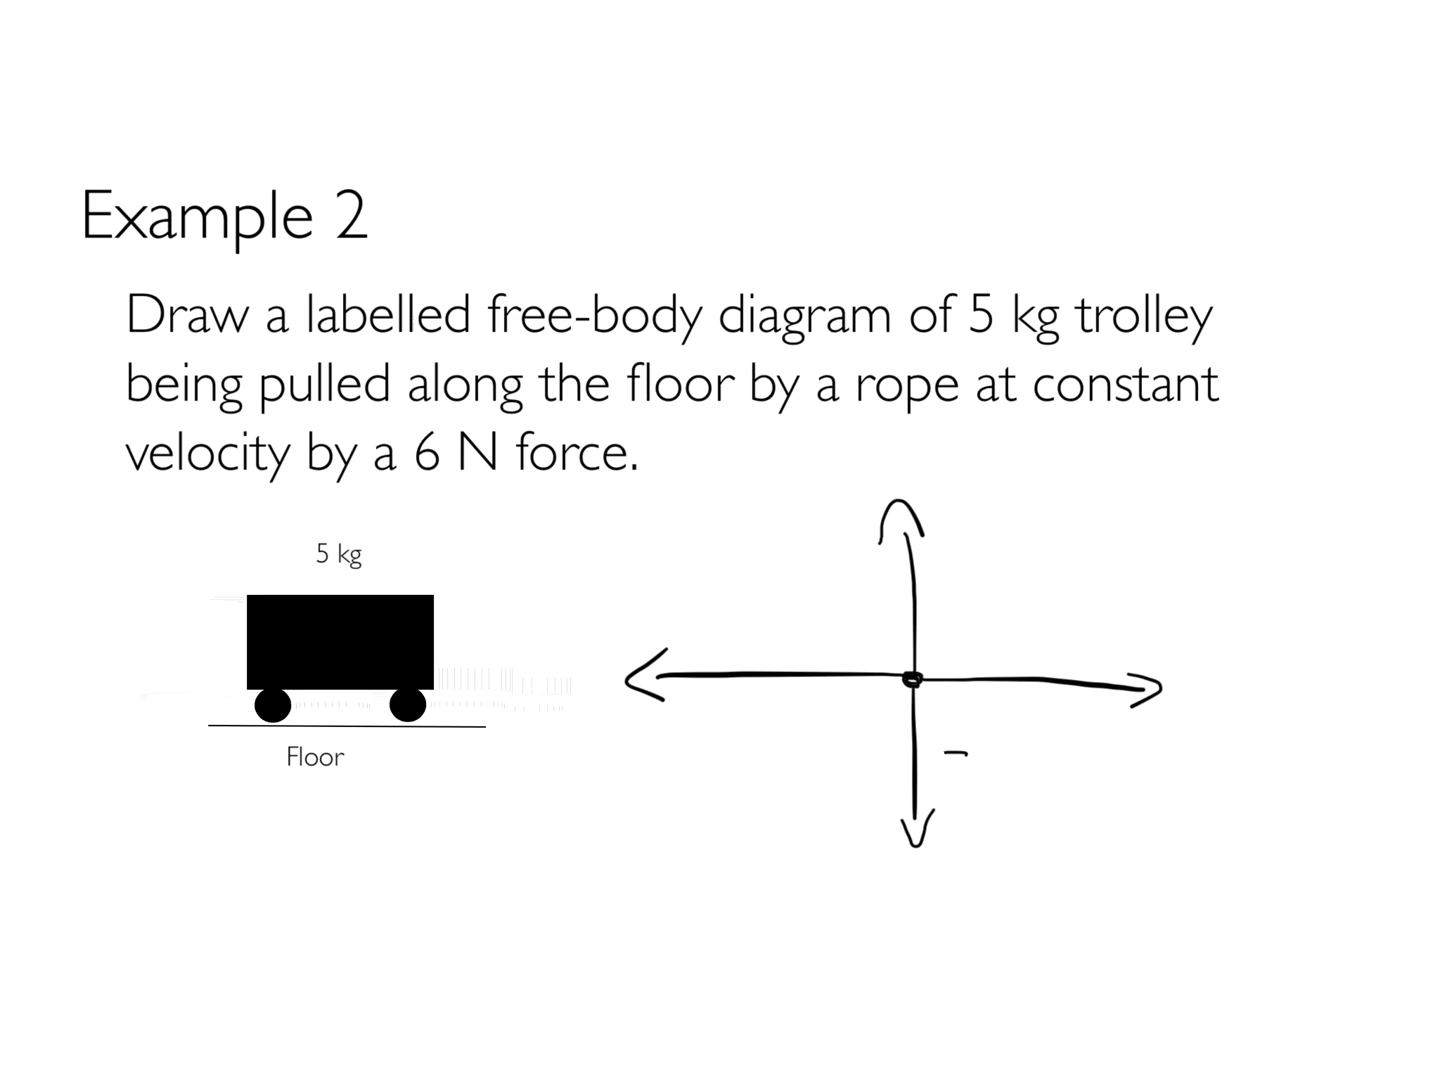 Example 2
Draw a labelled free-body diagram of 5 kg trolley
being pulled along the floor by a rope at constant
velocity by a 6 N force.
5 kg
Floor